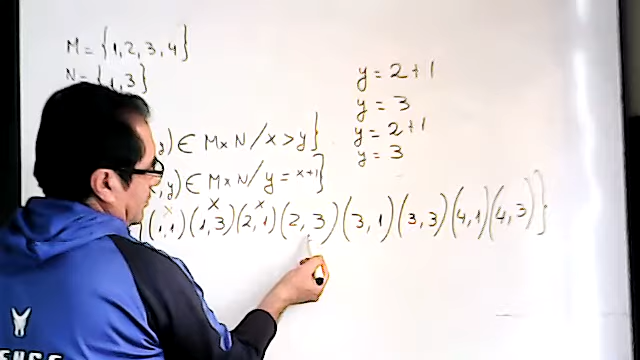 M = {1, 2, 3, 4}
N = {1, 3}
y) ∈ M x N / x > y}
x, y) ∈ M x N / y = x+1}
x x x
(1,1) (1,3) (2,1) (2,3) (3,1) (3,3) (4,1) (4,3)}
y = 2+1
y = 3
y = 2+1
y = 3